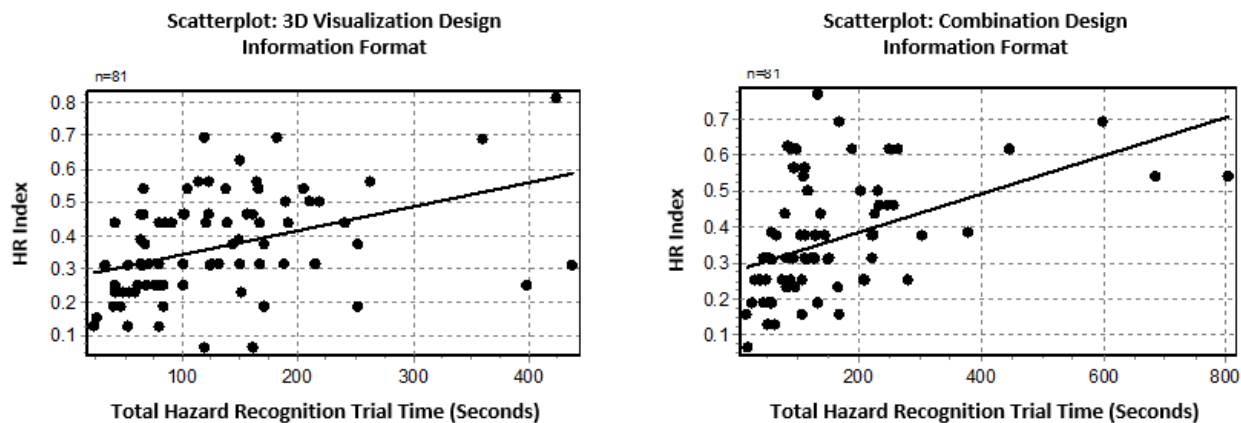 Scatterplot: 3D Visualization Design
Information Format
n=81
0.8
0.7
0.6
0.5
0.4
0.3
0.2
0.1
HR Index
100
200
300
400
Total Hazard Recognition Trial Time (Seconds)
Scatterplot: Combination Design
Information Format
n=81
0.7
0.6
0.5
0.4
0.3
0.2
0.1
HR Index
200
400
600
800
Total Hazard Recognition Trial Time (Seconds)